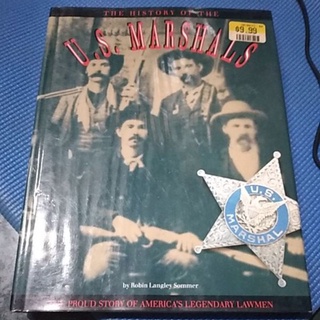 THE HISTORY OF THE
$9.99
U.S. MARSHALS
U.S.
MARSHAL
by Robin Langley Sommer
PROUD STORY OF AMERICA'S LEGENDARY LAWMEN